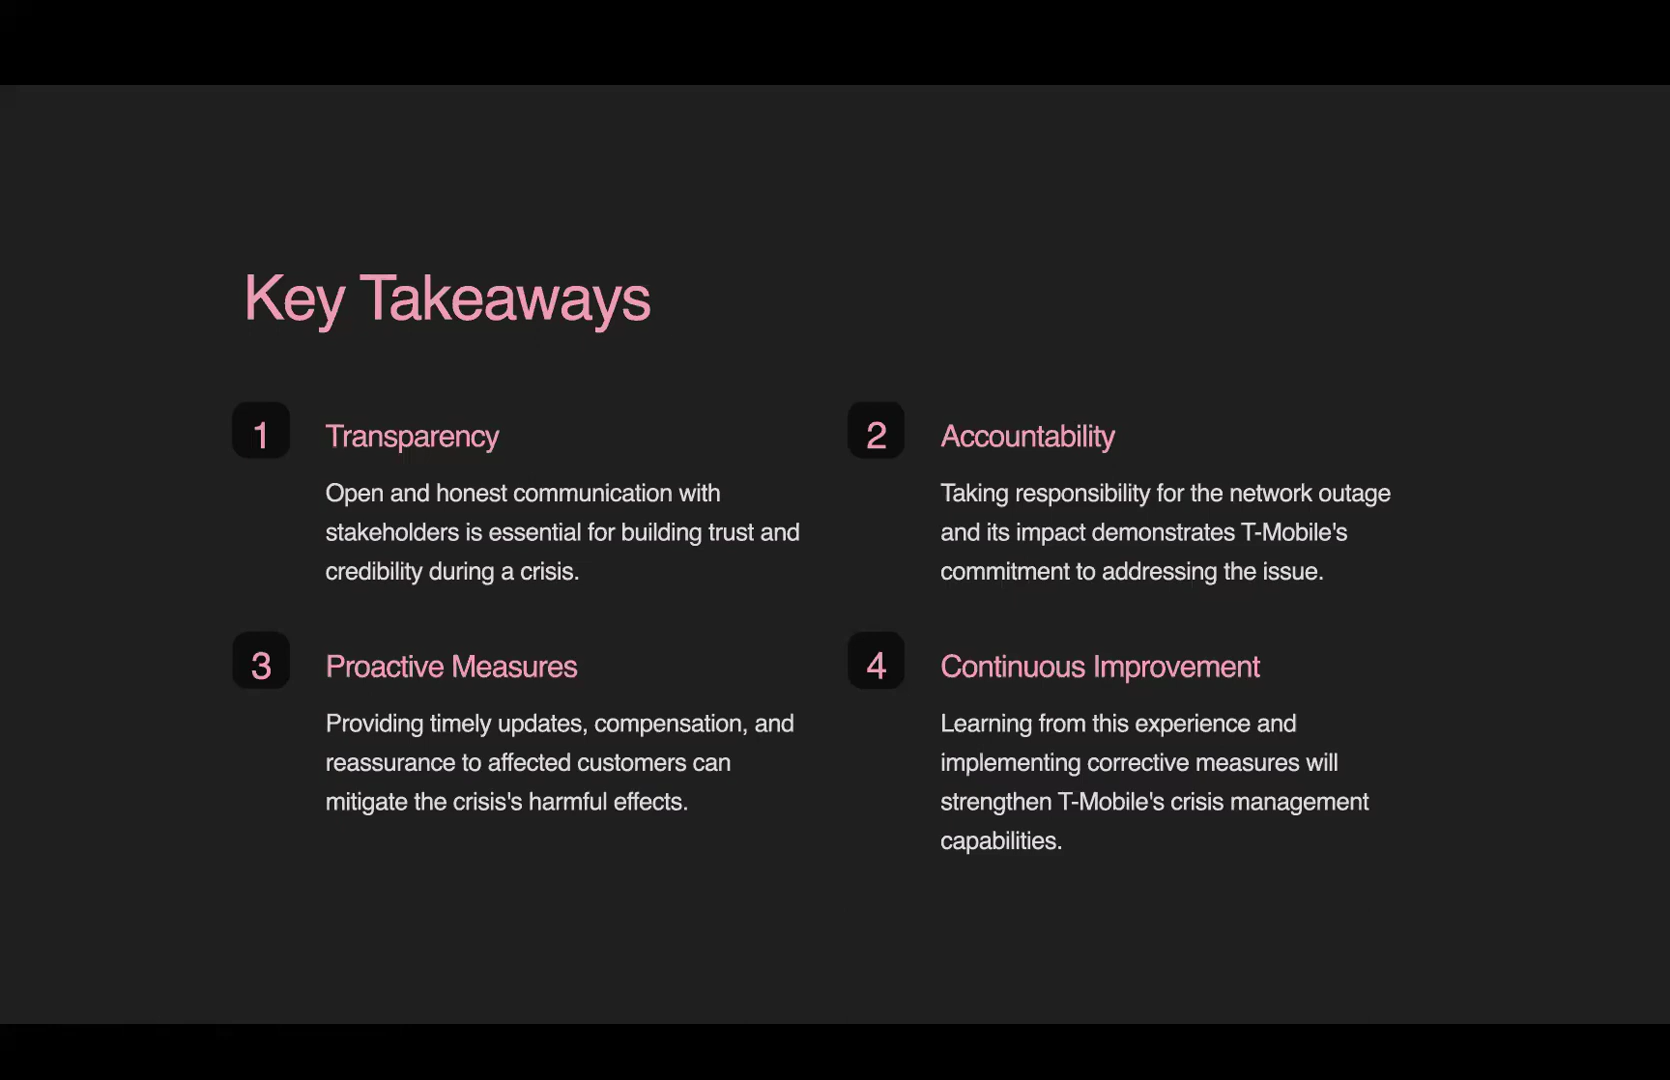 Key Takeaways
1
Transparency
Open and honest communication with
stakeholders is essential for building trust and
credibility during a crisis.
2
Accountability
Taking responsibility for the network outage
and its impact demonstrates T-Mobile's
commitment to addressing the issue.
3
Proactive Measures
Providing timely updates, compensation, and
reassurance to affected customers can
mitigate the crisis's harmful effects.
4
Continuous Improvement
Learning from this experience and
implementing corrective measures will
strengthen T-Mobile's crisis management
capabilities.